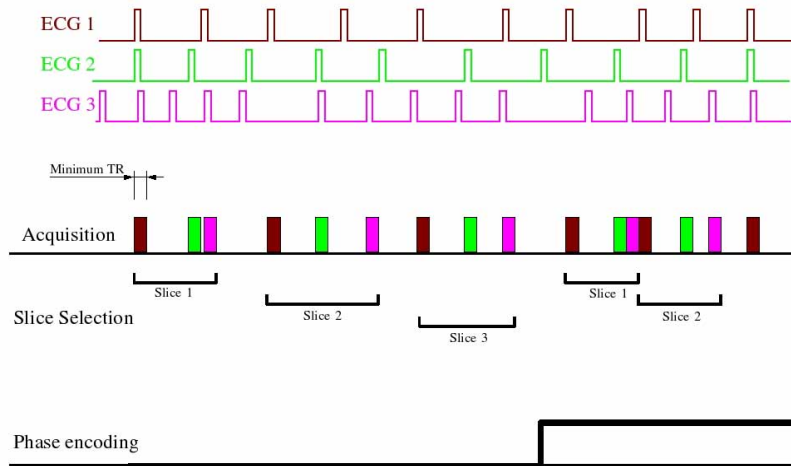 ECG 1
ECG 2
ECG 3
Minimum TR
Acquisition
Slice 1
Slice 2
Slice 3
Slice 1
Slice 2
Slice Selection
Phase encoding